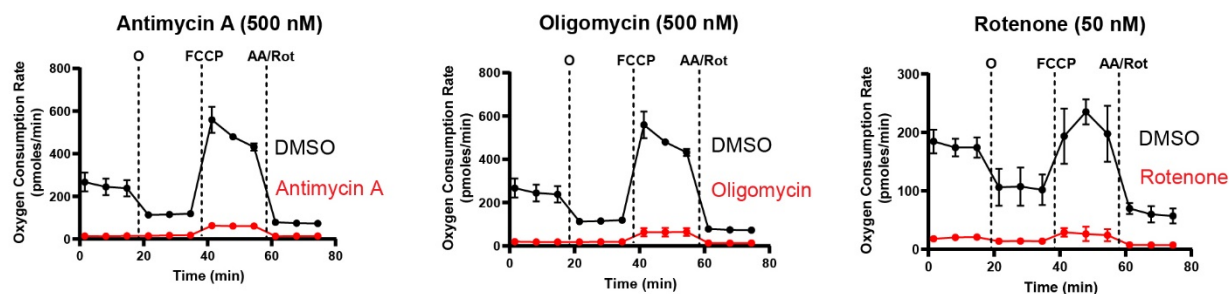 Antimycin A (500 nM)
O FCCP AA/Rot
Oxygen Consumption Rate
(pmoles/min)
800
600
400
200
0
DMSO
Antimycin A
0 20 40 60 80
Time (min)
Oligomycin (500 nM)
O FCCP AA/Rot
Oxygen Consumption Rate
(pmoles/min)
800
600
400
200
0
DMSO
Oligomycin
0 20 40 60 80
Time (min)
Rotenone (50 nM)
O FCCP AA/Rot
Oxygen Consumption Rate
(pmoles/min)
300
200
100
0
DMSO
Rotenone
0 20 40 60 80
Time (min)